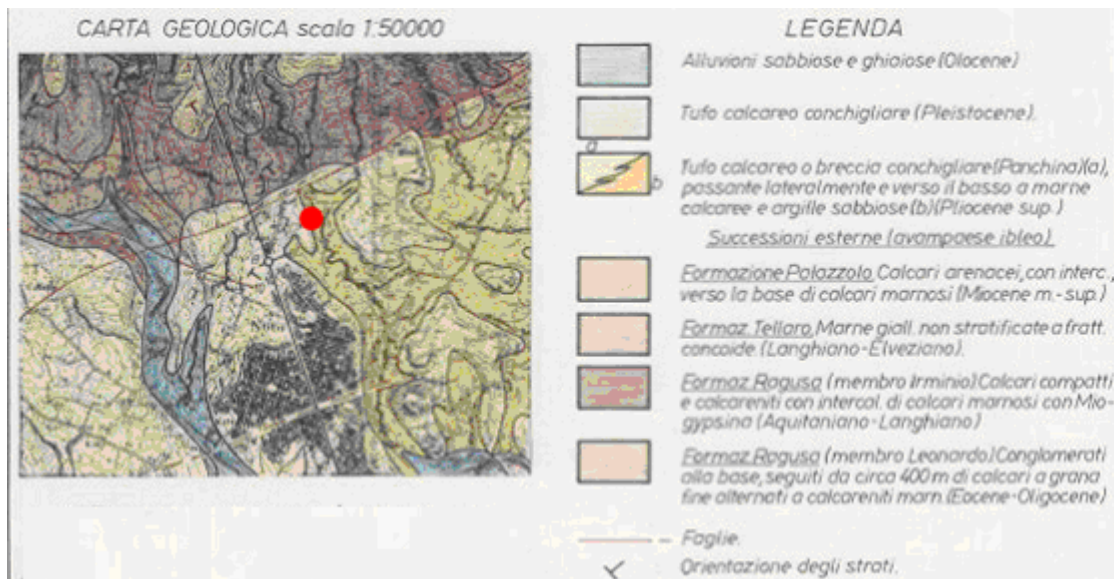 CARTA GEOLOGICA scala 1:50000
LEGENDA
Alluvioni sabbiose e ghiaiose (Olocene)
Tufo calcareo conchigliare (Pleistocene).
a
b
Tufo calcareo o breccia conchigliare (Panchina)(a),
passante lateralmente e verso il basso a marne
calcaree e argille sabbiose (b) (Pliocene sup.)
Successioni esterne (avampaese ibleo).
Formazione Palazzolo. Calcari arenacei, con interc.,
verso la base di calcari marnosi (Miocene m.-sup.)
Formaz. Tellaro. Marne giall. non stratificate a fratt.
concoide. (Langhiano-Elveziano).
Formaz. Ragusa (membro Irminio) Calcari compatti
e calcareniti con intercal. di calcari marnosi con Mio-
gypsina (Aquitaniano-Langhiano)
Formaz. Ragusa (membro Leonardo) Conglomerati
alla base, seguiti da circa 400 m di calcari a grana
fine alternati a calcareniti marn. (Eocene-Oligocene)
Faglie.
Orientazione degli strati.
Noto